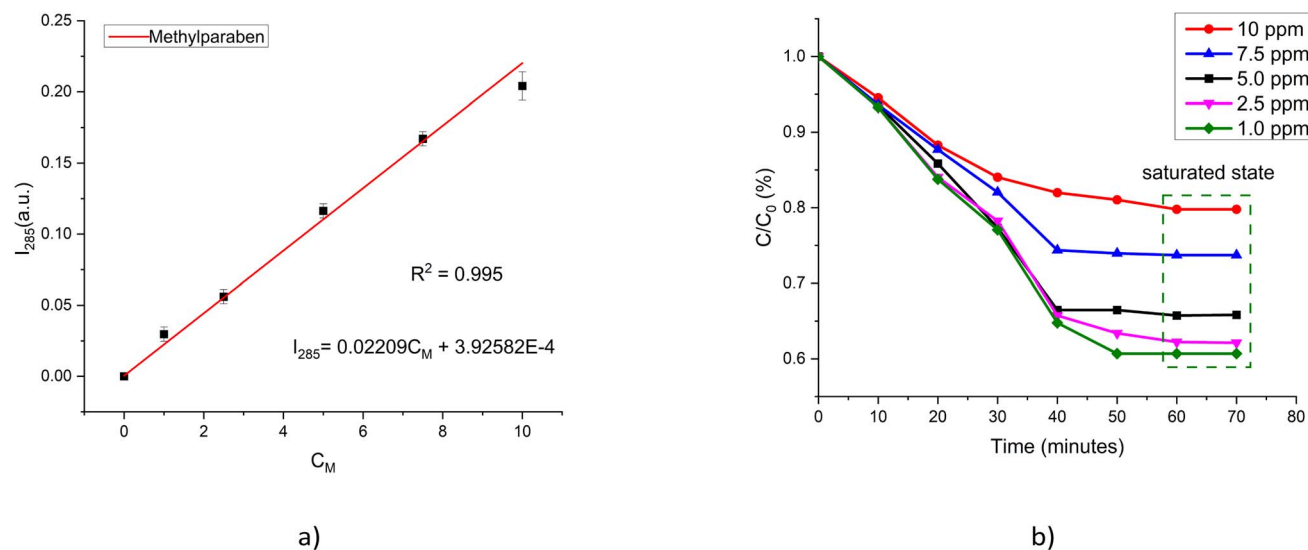 0.25
0.20
0.15
0.10
0.05
0.00
I₂₈₅(a.u.)
Methylparaben
R² = 0.995
I₂₈₅= 0.02209C_M + 3.92582E-4
0 2 4 6 8 10
C_M
a)
1.0
0.9
0.8
0.7
0.6
C/C₀ (%)
10 ppm
7.5 ppm
5.0 ppm
2.5 ppm
1.0 ppm
saturated state
0 10 20 30 40 50 60 70 80
Time (minutes)
b)